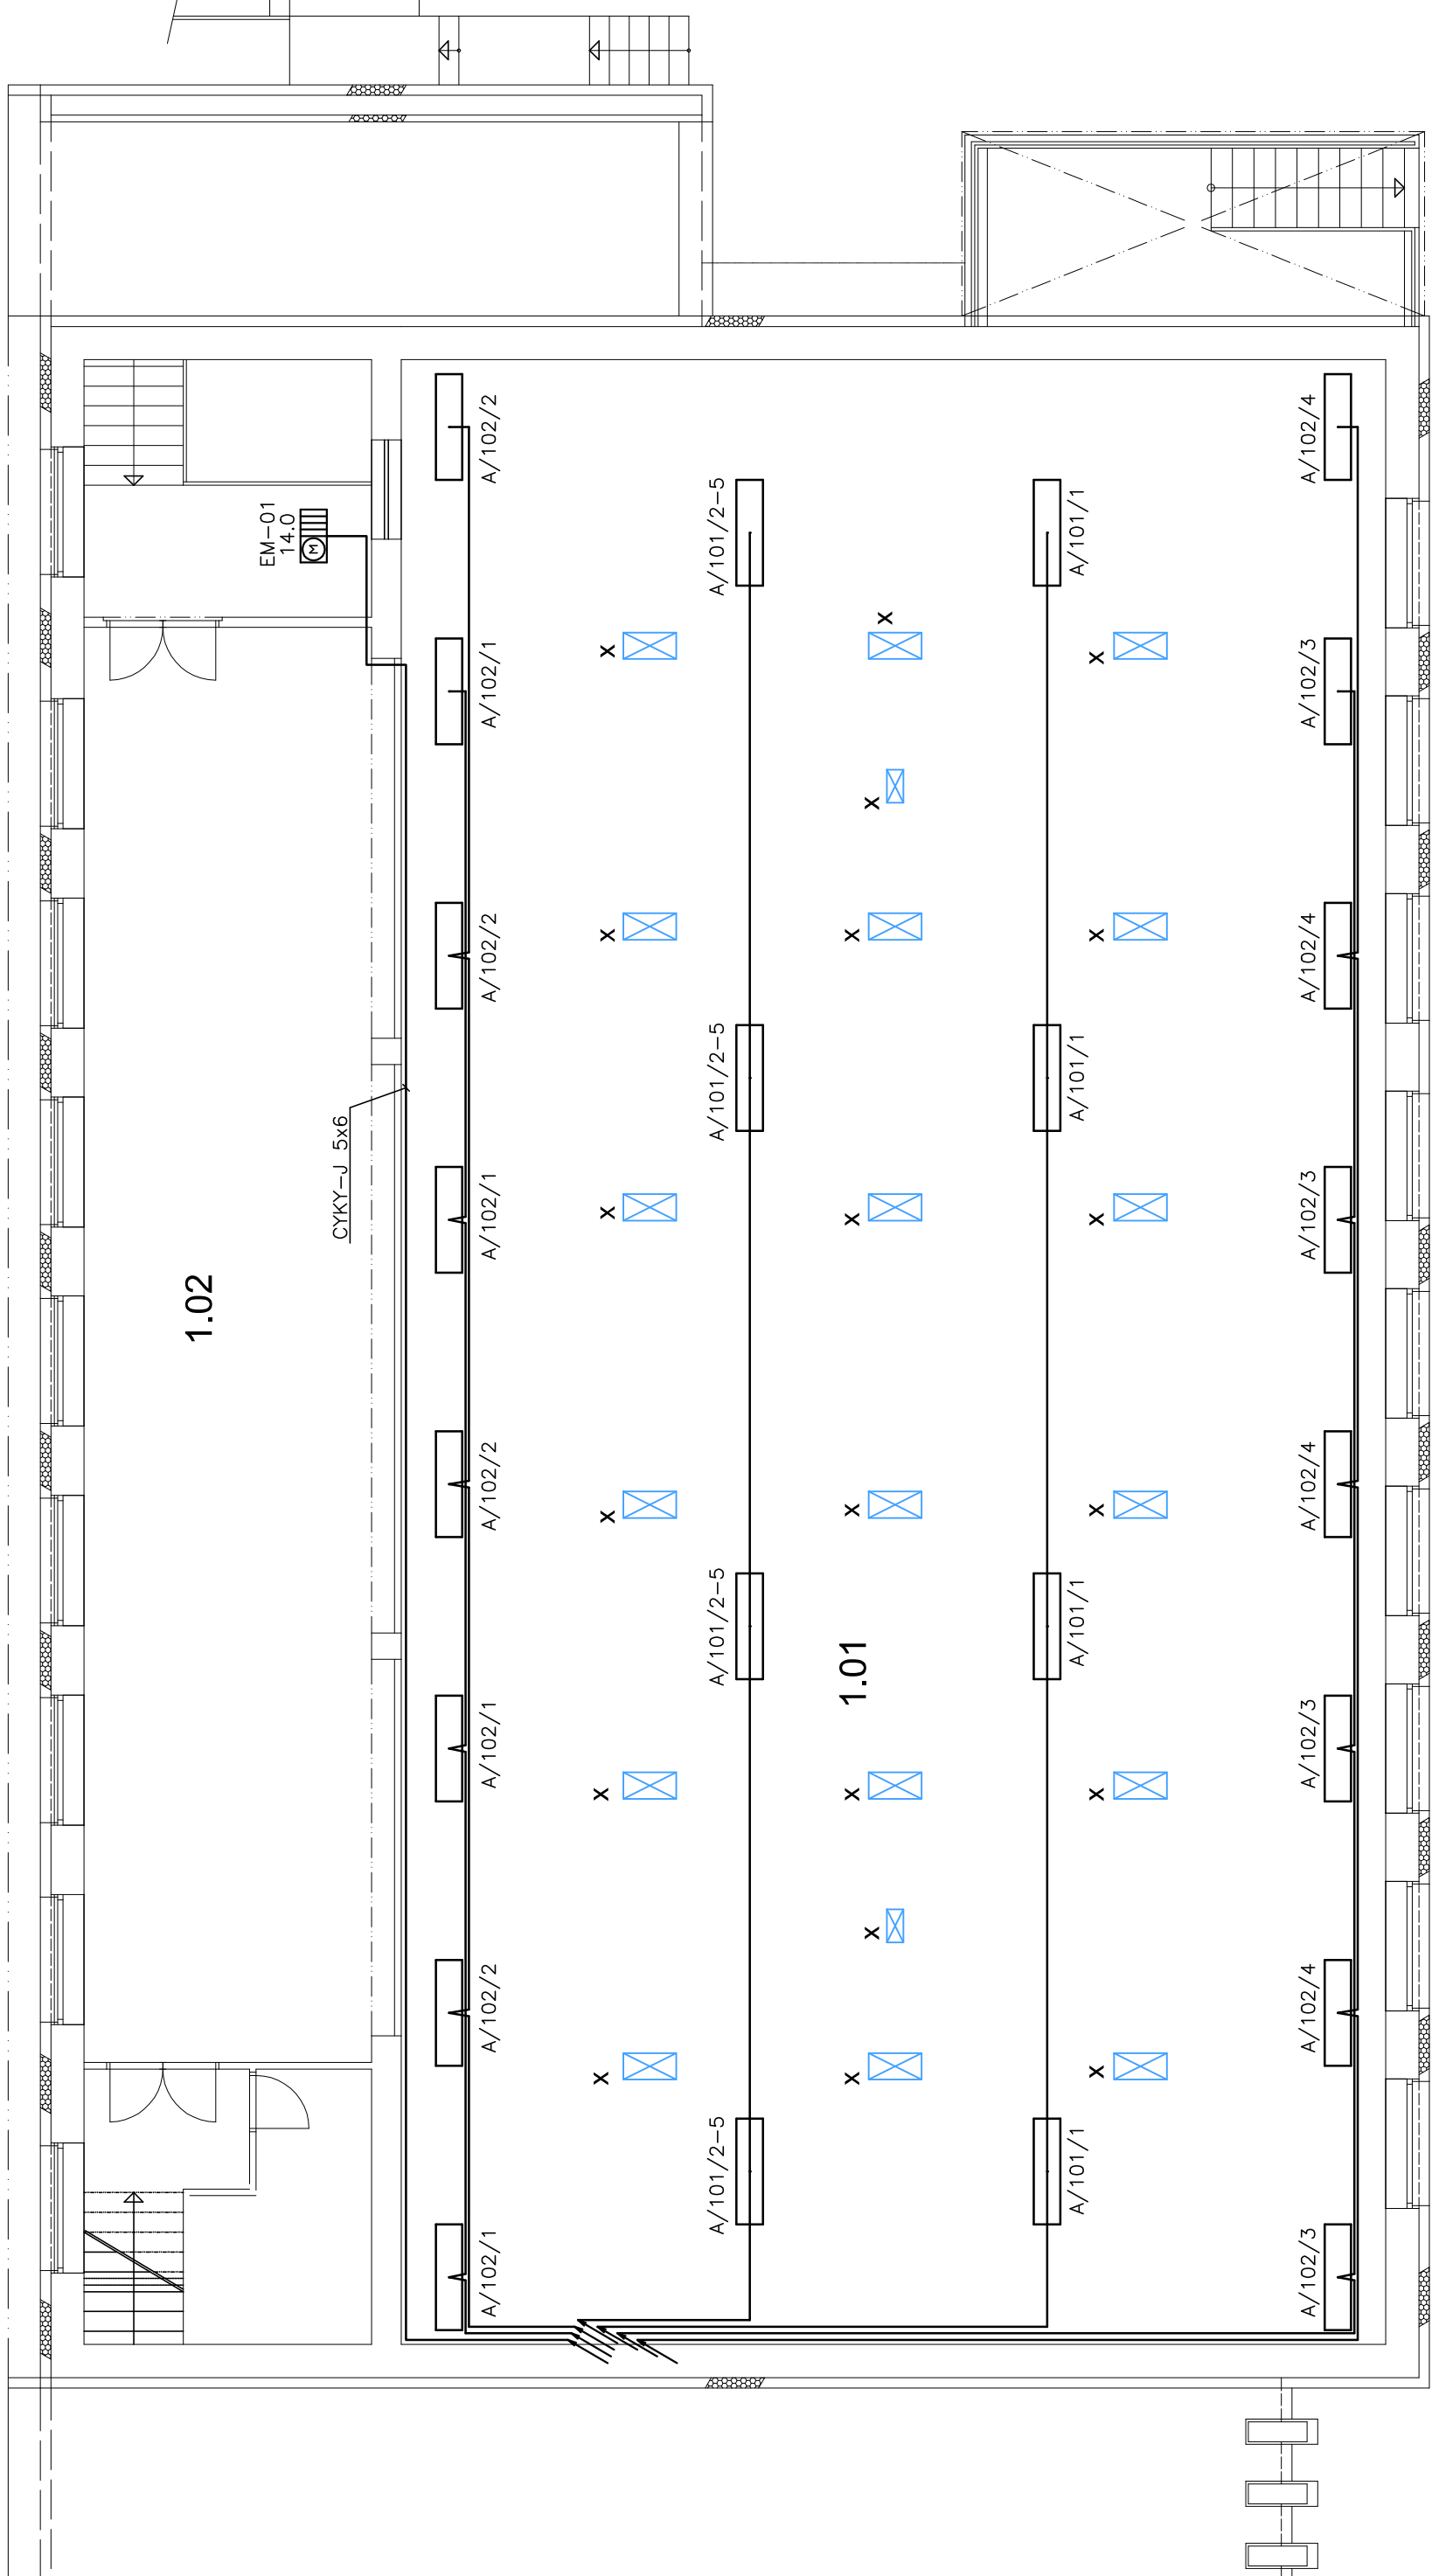 A/102/2
A/102/4
EM-01
14.0
M
A/101/2-5
A/101/1
A/102/1
x
x
x
A/102/3
x
A/102/2
x
x
x
A/102/4
A/101/2-5
A/101/1
CYKY-J 5x6
A/102/1
x
x
x
A/102/3
1.02
A/102/2
x
x
x
A/102/4
A/101/2-5
A/101/1
1.01
A/102/1
x
x
x
A/102/3
x
A/102/2
x
x
x
A/102/4
A/101/2-5
A/101/1
A/102/1
A/102/3